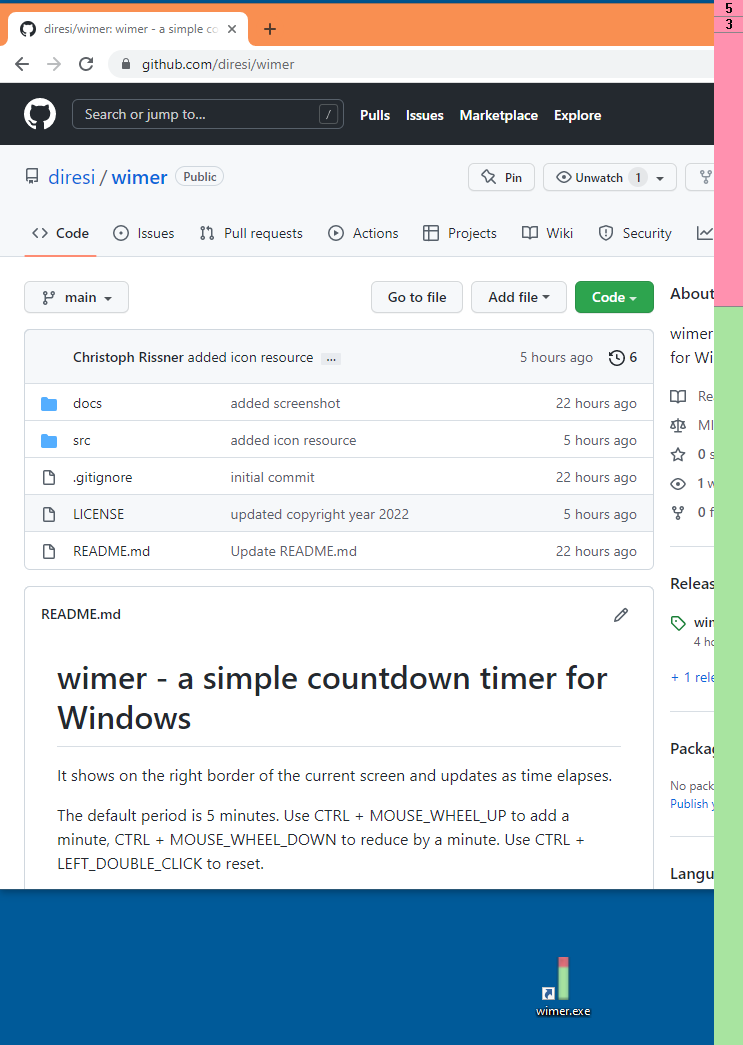 5
3
diresi/wimer: wimer - a simple co
github.com/diresi/wimer
Search or jump to... /
Pulls Issues Marketplace Explore
diresi / wimer Public
Pin Unwatch 1
Code Issues Pull requests Actions Projects Wiki Security
main Go to file Add file Code
About
Christoph Rissner added icon resource ... 5 hours ago 6
wimer
for Wi
docs added screenshot 22 hours ago
src added icon resource 5 hours ago
.gitignore initial commit 22 hours ago
LICENSE updated copyright year 2022 5 hours ago
README.md Update README.md 22 hours ago
Re
MI
0 s
1 w
0 f
Releas
wim
4 ho
+ 1 rele
Packag
No pack
Publish y
Langu
README.md
wimer - a simple countdown timer for
Windows
It shows on the right border of the current screen and updates as time elapses.
The default period is 5 minutes. Use CTRL + MOUSE_WHEEL_UP to add a
minute, CTRL + MOUSE_WHEEL_DOWN to reduce by a minute. Use CTRL +
LEFT_DOUBLE_CLICK to reset.
wimer.exe